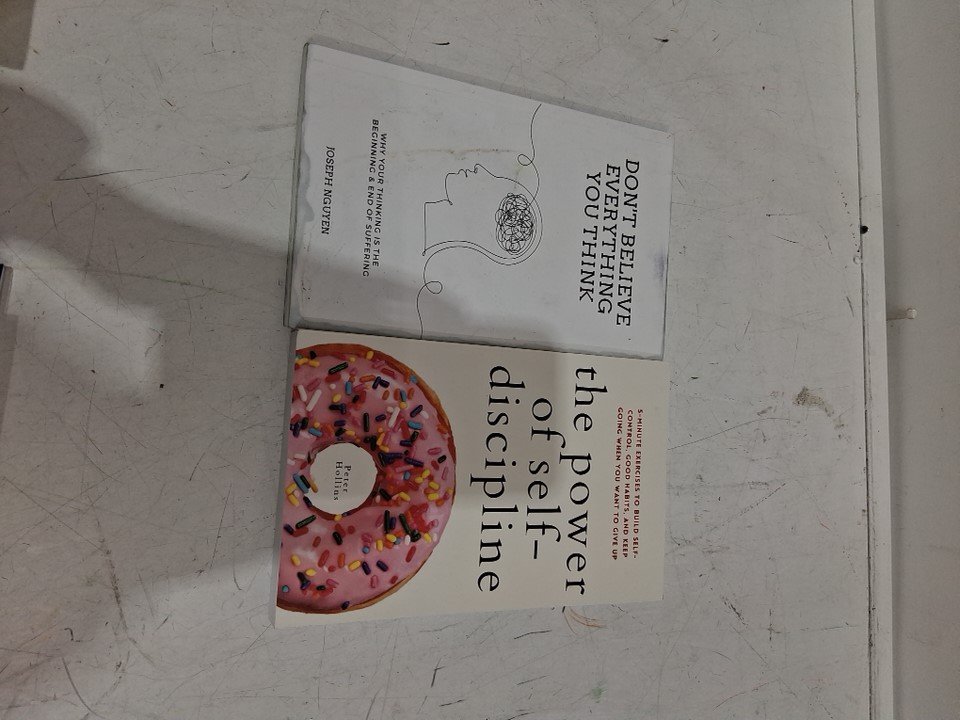 DON'T BELIEVE
EVERYTHING
YOU THINK
WHY YOUR THINKING IS THE
BEGINNING & END OF SUFFERING
JOSEPH NGUYEN
5-MINUTE EXERCISES TO BUILD SELF-
CONTROL, GOOD HABITS, AND KEEP
GOING WHEN YOU WANT TO GIVE UP
the power
of self-
discipline
Peter
Hollins